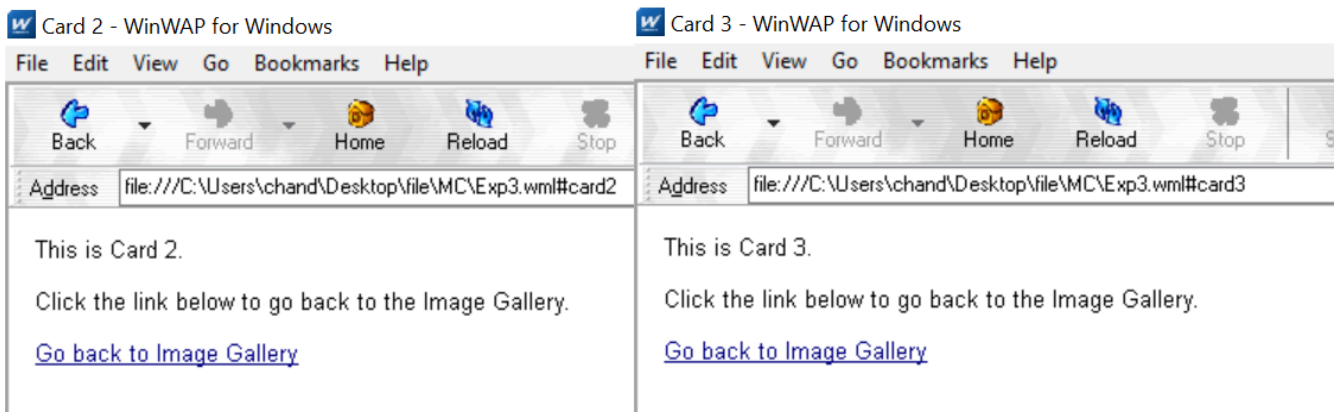 Card 2 - WinWAP for Windows
File Edit View Go Bookmarks Help
Back Forward Home Reload Stop
Address file:///C:\Users\chand\Desktop\file\MC\Exp3.wml#card2
This is Card 2.
Click the link below to go back to the Image Gallery.
Go back to Image Gallery
Card 3 - WinWAP for Windows
File Edit View Go Bookmarks Help
Back Forward Home Reload Stop
Address file:///C:\Users\chand\Desktop\file\MC\Exp3.wml#card3
This is Card 3.
Click the link below to go back to the Image Gallery.
Go back to Image Gallery